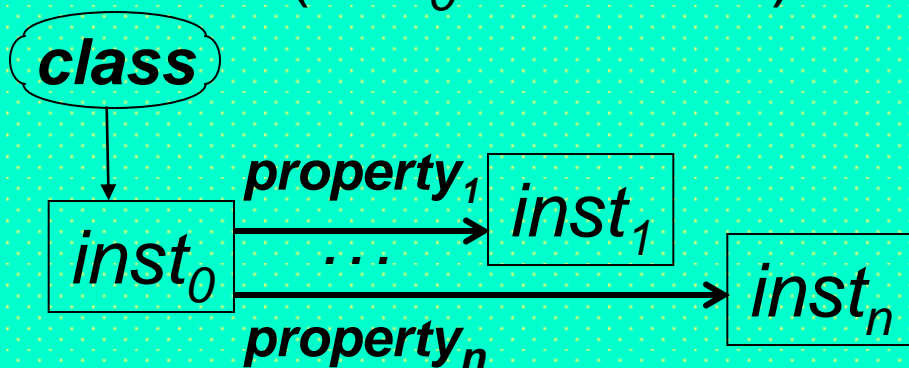 class
property₁
inst₁
...
inst₀
instₙ
propertyₙ